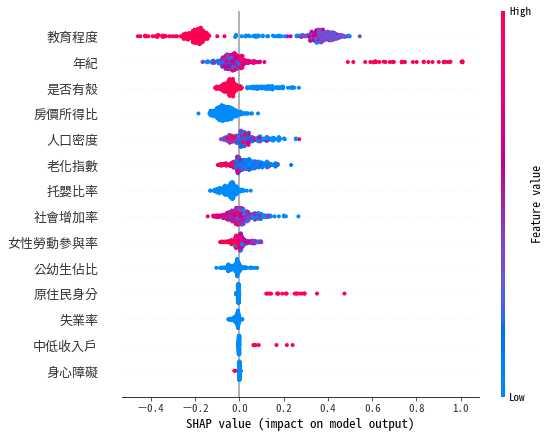 High
教育程度
年紀
是否有殼
房價所得比
人口密度
老化指數
托嬰比率
社會增加率
女性勞動參與率
公幼生佔比
原住民身分
失業率
中低收入戶
身心障礙
Feature value
Low
−0.4 −0.2 0.0 0.2 0.4 0.6 0.8 1.0
SHAP value (impact on model output)